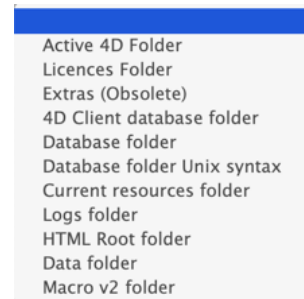 Active 4D Folder
Licences Folder
Extras (Obsolete)
4D Client database folder
Database folder
Database folder Unix syntax
Current resources folder
Logs folder
HTML Root folder
Data folder
Macro v2 folder